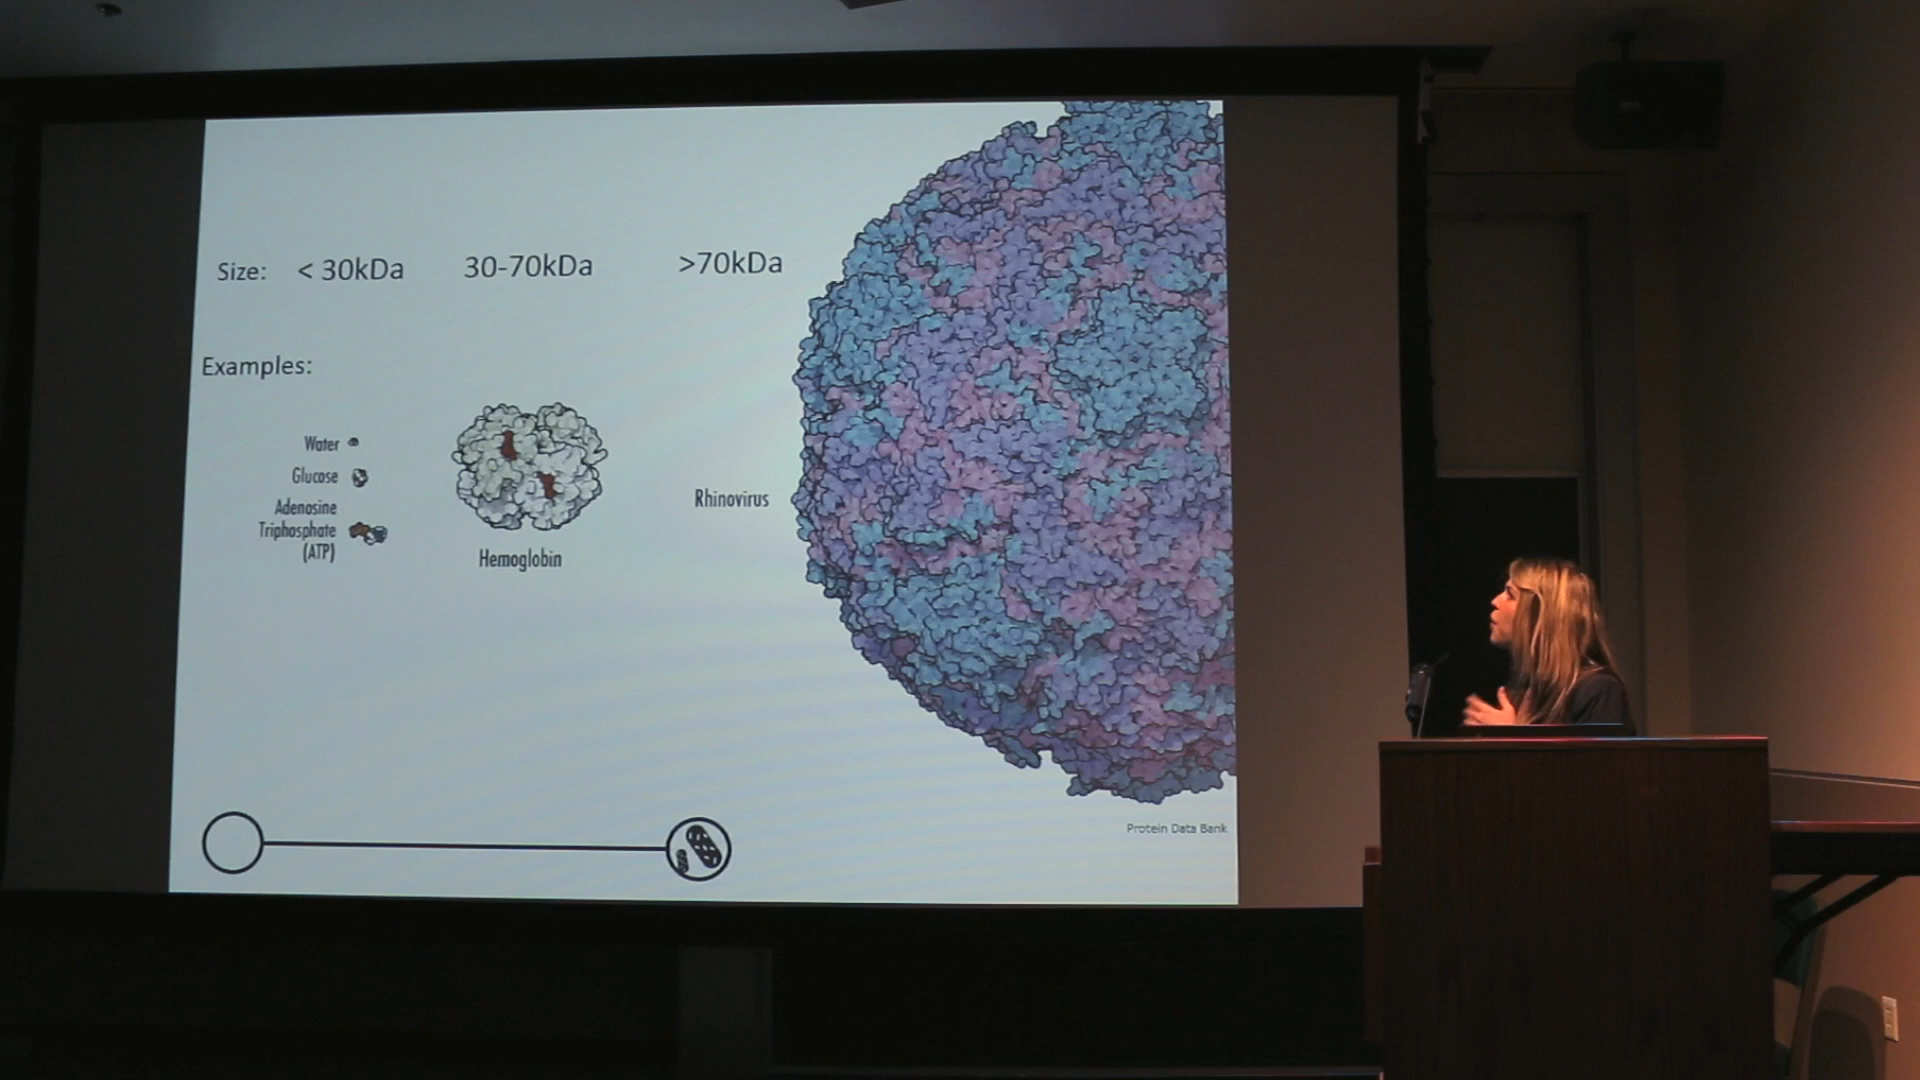 Size: < 30kDa 30-70kDa >70kDa
Examples:
Water
Glucose
Adenosine
Triphosphate
(ATP)
Hemoglobin
Rhinovirus
Protein Data Bank